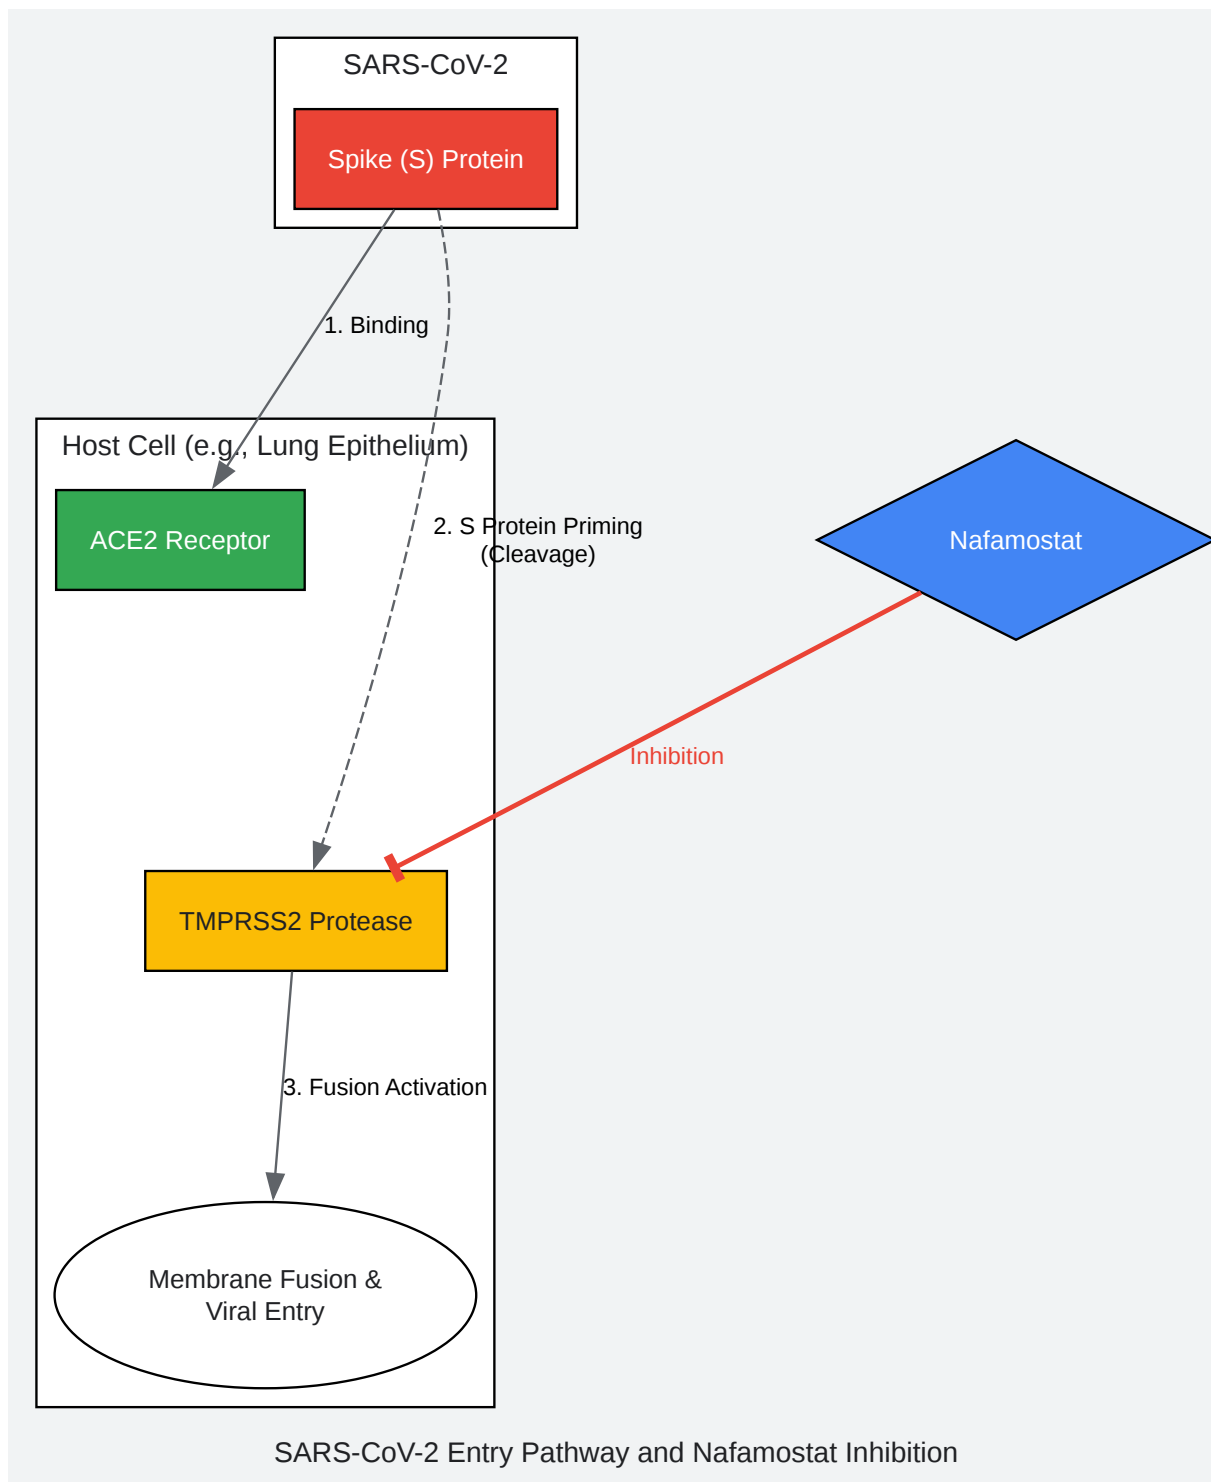 SARS-CoV-2
Spike (S) Protein
1. Binding
Host Cell (e.g., Lung Epithelium)
ACE2 Receptor
2. S Protein Priming
(Cleavage)
Nafamostat
Inhibition
TMPRSS2 Protease
3. Fusion Activation
Membrane Fusion &
Viral Entry
SARS-CoV-2 Entry Pathway and Nafamostat Inhibition